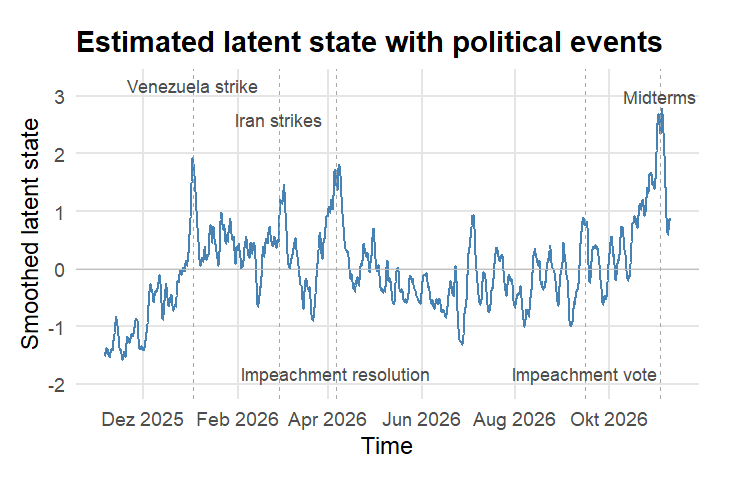 Estimated latent state with political events
Smoothed latent state
3
2
1
0
-1
-2
Venezuela strike
Iran strikes
Midterms
Impeachment resolution
Impeachment vote
Dez 2025
Feb 2026
Apr 2026
Jun 2026
Aug 2026
Okt 2026
Time